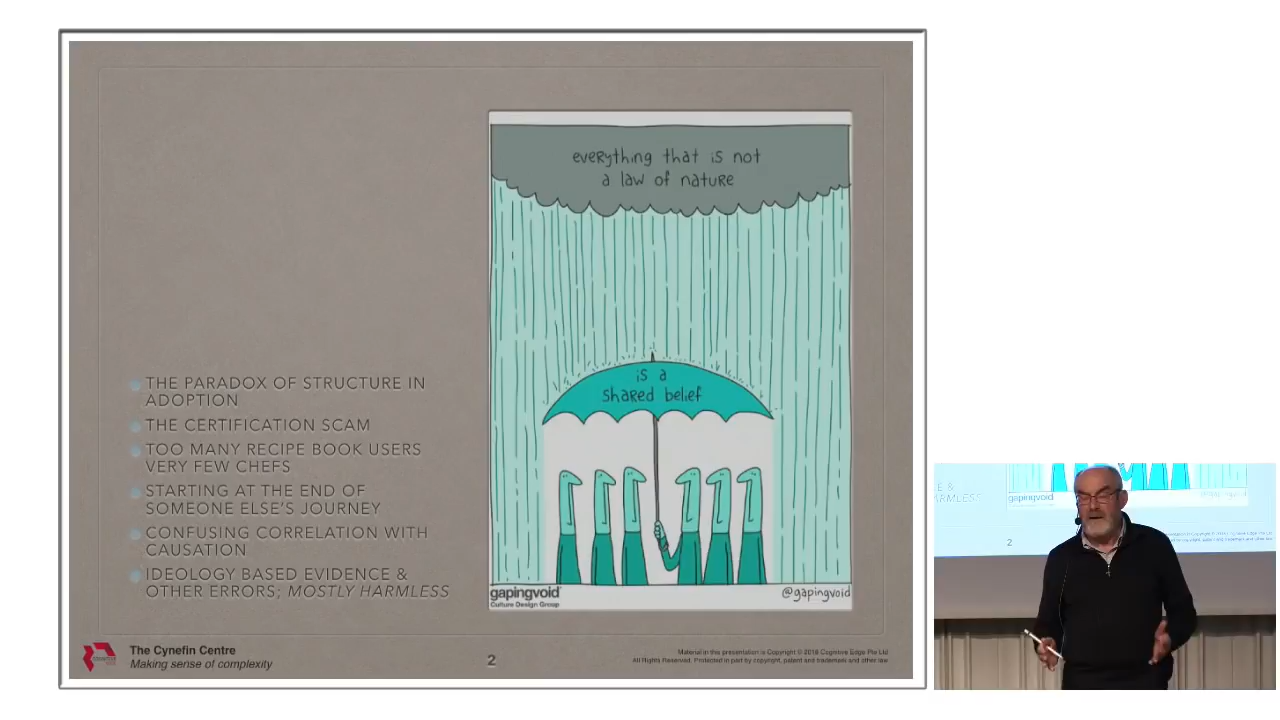 everything that is not
a law of nature
is a
shared belief
THE PARADOX OF STRUCTURE IN
ADOPTION
THE CERTIFICATION SCAM
TOO MANY RECIPE BOOK USERS
VERY FEW CHEFS
STARTING AT THE END OF
SOMEONE ELSE'S JOURNEY
CONFUSING CORRELATION WITH
CAUSATION
IDEOLOGY BASED EVIDENCE &
OTHER ERRORS; MOSTLY HARMLESS
gapingvoid
Culture Design Group
@gapingvoid
The Cynefin Centre
Making sense of complexity
2
Material in this presentation is Copyright © 2018 Cognitive Edge Pte Ltd
All Rights Reserved. Protected in part by copyright, patent and trademark and other law
E &
ARMLESS
gapingvoid
@gapingvoid
2